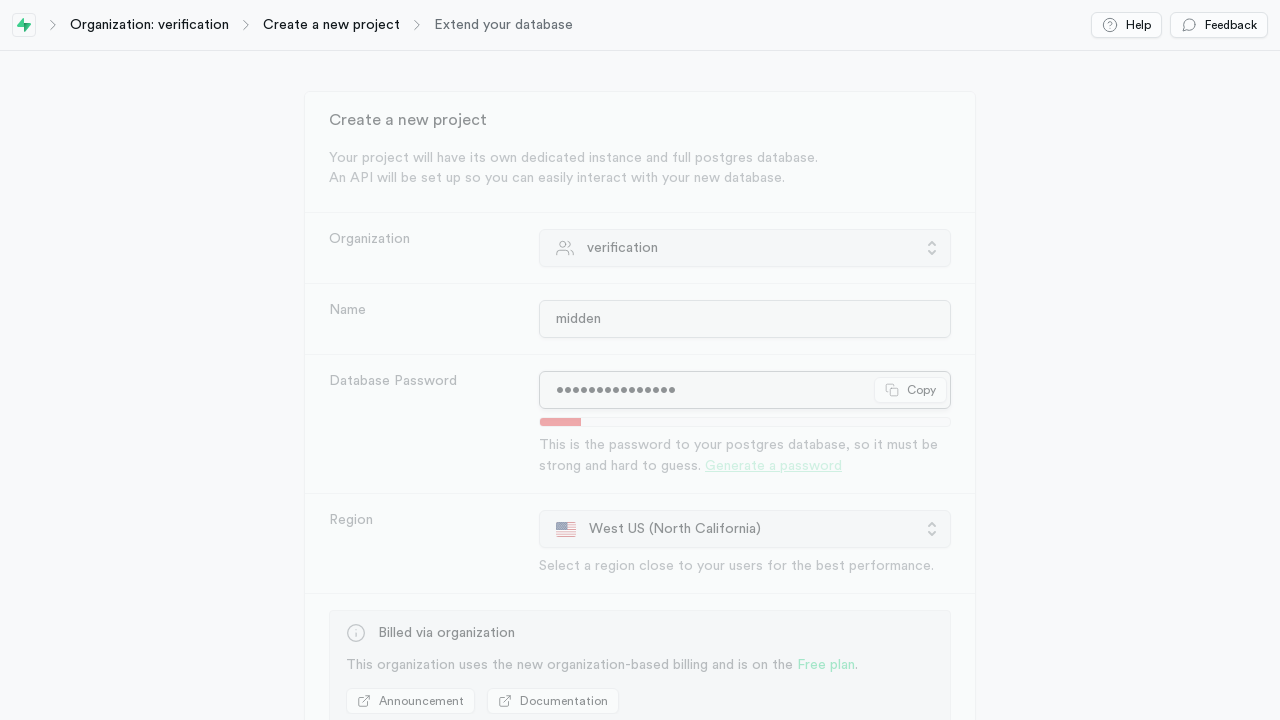 Organization: verification
Create a new project
Extend your database
Help
Feedback
Create a new project
Your project will have its own dedicated instance and full postgres database.
An API will be set up so you can easily interact with your new database.
Organization
verification
Name
midden
Database Password
•••••••••••••••
Copy
This is the password to your postgres database, so it must be
strong and hard to guess. Generate a password
Region
West US (North California)
Select a region close to your users for the best performance.
Billed via organization
This organization uses the new organization-based billing and is on the Free plan.
Announcement
Documentation